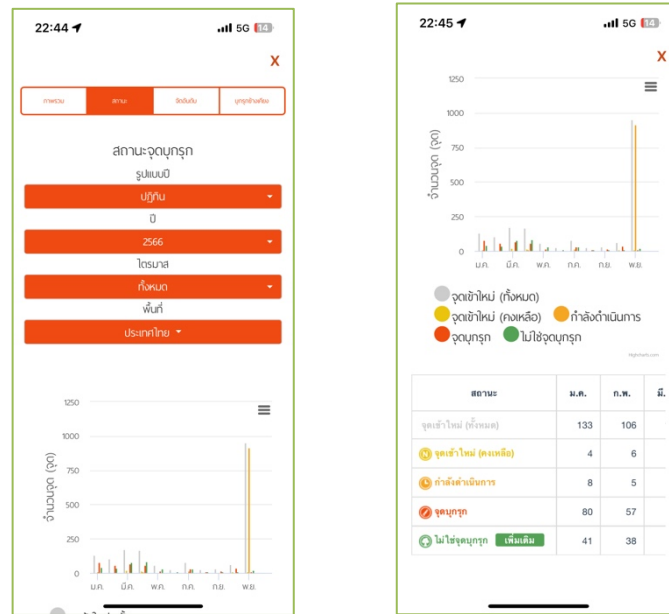 22:44
5G 14
X
ภาพรวม สถานะ จัดอันดับ บุกรุกซ้ำเดิม
สถานะจุดบุกรุก
รูปแบบปี
ปฏิทิน
ปี
2566
ไตรมาส
ทั้งหมด
พื้นที่
ประเทศไทย
จำนวนจุด (จุด)
1250
1000
750
500
250
0
ม.ค. มี.ค. พ.ค. ก.ค. ก.ย. พ.ย.
22:45
5G 14
X
จำนวนจุด (จุด)
1250
1000
750
500
250
0
ม.ค. มี.ค. พ.ค. ก.ค. ก.ย. พ.ย.
จุดเข้าใหม่ (ทั้งหมด)
จุดเข้าใหม่ (คงเหลือ) กำลังดำเนินการ
จุดบุกรุก ไม่ใช่จุดบุกรุก
Highcharts.com
สถานะ ม.ค. ก.พ. มี.
จุดเข้าใหม่ (ทั้งหมด) 133 106
N จุดเข้าใหม่ (คงเหลือ) 4 6
กำลังดำเนินการ 8 5
จุดบุกรุก 80 57
ไม่ใช่จุดบุกรุก เพิ่มเติม 41 38